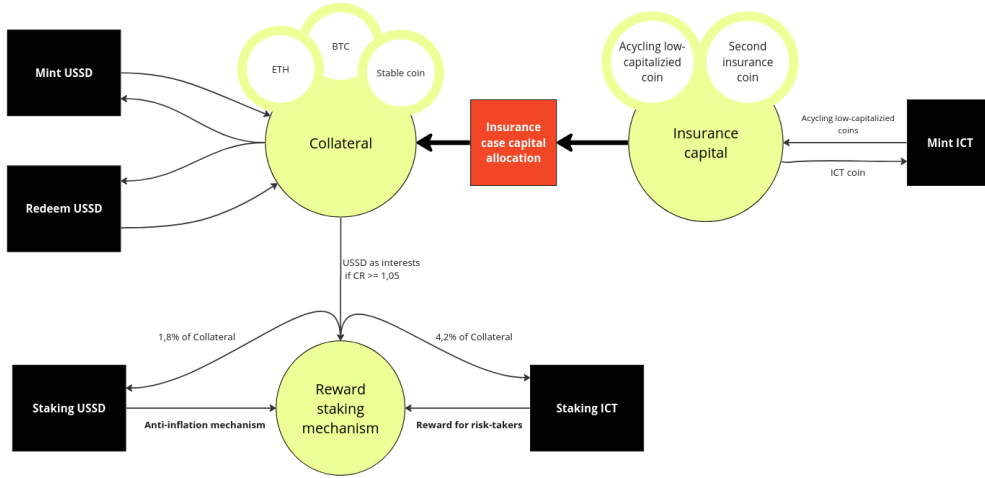 BTC
ETH
Stable coin
Mint USSD
Collateral
Redeem USSD
Insurance
case capital
allocation
Acycling low-
capitalizied
coin
Second
insurance
coin
Insurance
capital
Acycling low-capitalizied
coins
Mint ICT
ICT coin
USSD as interests
if CR >= 1,05
1,8% of Collateral
4,2% of Collateral
Staking USSD
Anti-inflation mechanism
Reward
staking
mechanism
Reward for risk-takers
Staking ICT